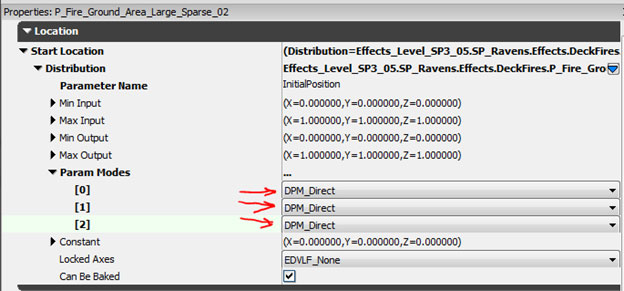 Properties: P_Fire_Ground_Area_Large_Sparse_02
Location
Start Location (Distribution=Effects_Level_SP3_05.SP_Ravens.Effects.DeckFires.
Distribution Effects_Level_SP3_05.SP_Ravens.Effects.DeckFires.P_Fire_Gro
Parameter Name InitialPosition
Min Input (X=0.000000,Y=0.000000,Z=0.000000)
Max Input (X=1.000000,Y=1.000000,Z=1.000000)
Min Output (X=0.000000,Y=0.000000,Z=0.000000)
Max Output (X=1.000000,Y=1.000000,Z=1.000000)
Param Modes ...
[0] DPM_Direct
[1] DPM_Direct
[2] DPM_Direct
Constant (X=0.000000,Y=0.000000,Z=0.000000)
Locked Axes EDVLF_None
Can Be Baked